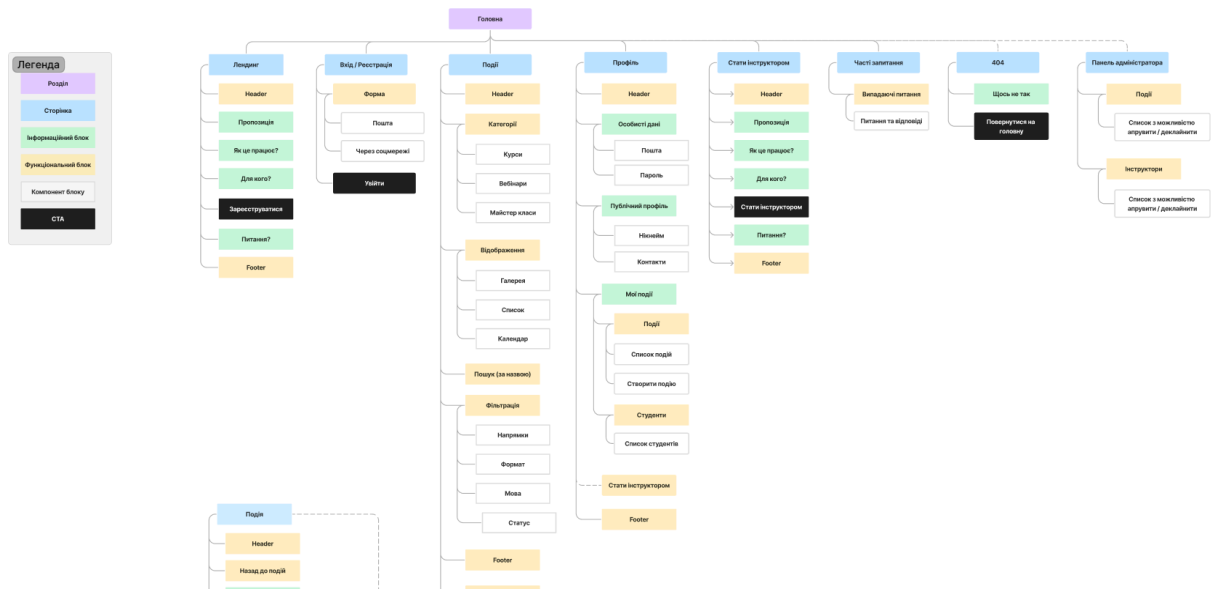 Головна
Легенда
Розділ
Сторінка
Інформаційний блок
Функціональний блок
Компонент блоку
CTA
Лендинг
Header
Пропозиція
Як це працює?
Для кого?
Зареєструватися
Питання?
Footer
Вхід / Реєстрація
Форма
Пошта
Через соцмережі
Увійти
Події
Header
Категорії
Курси
Вебінари
Майстер класи
Відображення
Галерея
Список
Календар
Пошук (за назвою)
Фільтрація
Напрямки
Формат
Мова
Статус
Footer
Профіль
Header
Особисті дані
Пошта
Пароль
Публічний профіль
Нікнейм
Контакти
Мої події
Події
Список подій
Створити подію
Студенти
Список студентів
Стати інструктором
Footer
Стати інструктором
Header
Пропозиція
Як це працює?
Для кого?
Стати інструктором
Питання?
Footer
Часті запитання
Випадаючі питання
Питання та відповіді
404
Щось не так
Повернутися на
головну
Панель адміністратора
Події
Список з можливістю
апрувити / деклайнити
Інструктори
Список з можливістю
апрувити / деклайнити
Подія
Header
Назад до подій